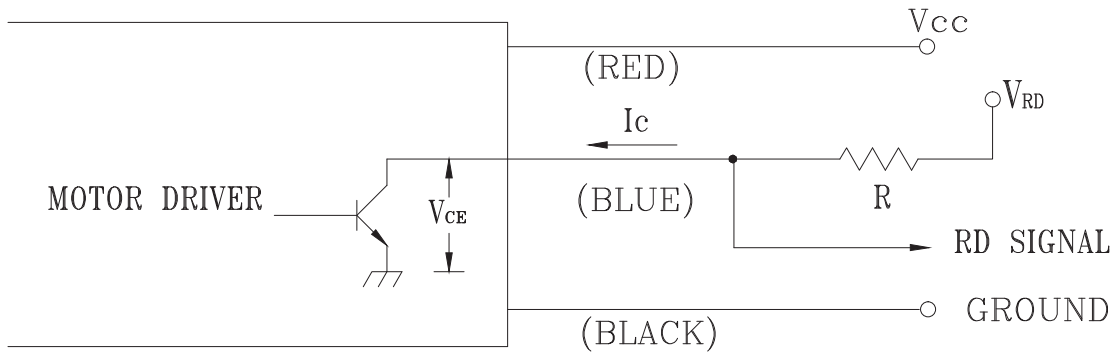 Vcc
(RED)
VRD
Ic
MOTOR DRIVER
VCE
(BLUE)
R
RD SIGNAL
GROUND
(BLACK)